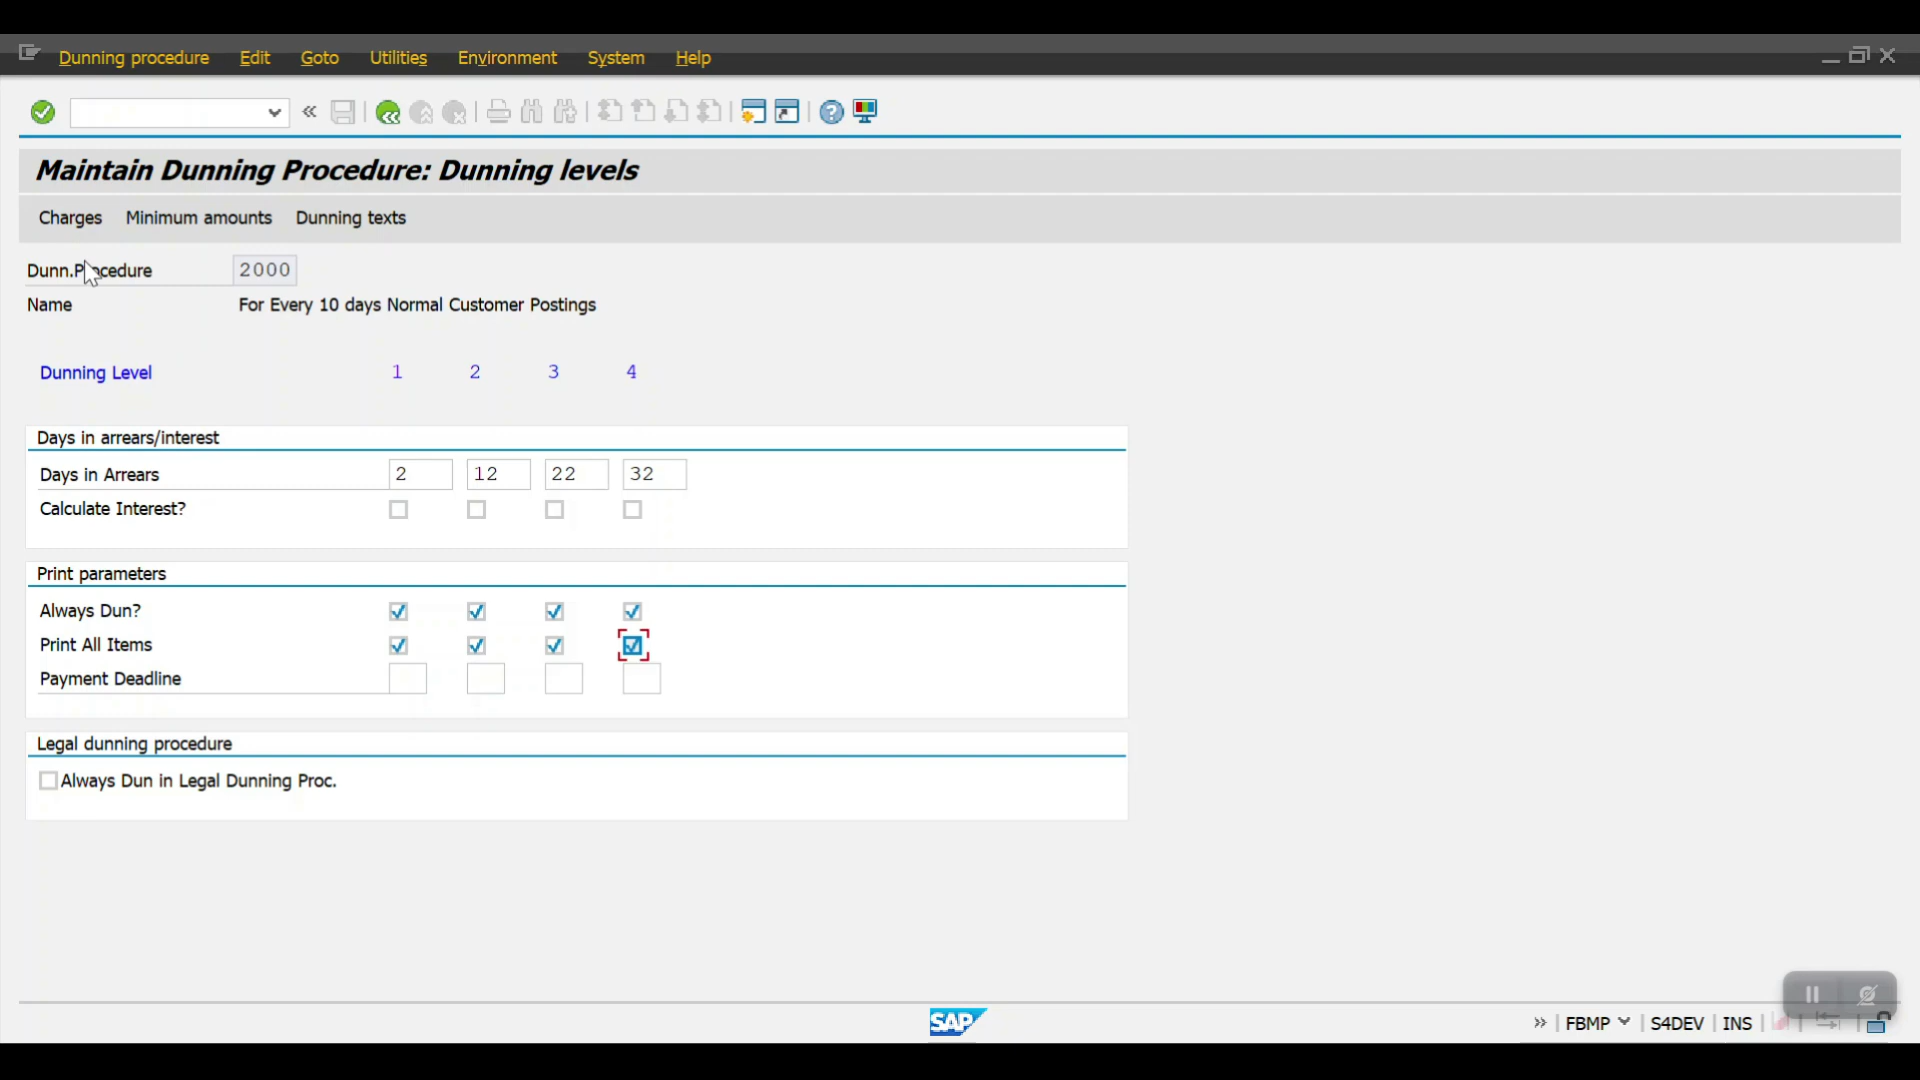 Dunning procedure Edit Goto Utilities Environment System Help
Maintain Dunning Procedure: Dunning levels
Charges Minimum amounts Dunning texts
Dunn.Procedure 2000
Name For Every 10 days Normal Customer Postings
Dunning Level 1 2 3 4
Days in arrears/interest
Days in Arrears 2 12 22 32
Calculate Interest?
Print parameters
Always Dun?
Print All Items
Payment Deadline
Legal dunning procedure
Always Dun in Legal Dunning Proc.
SAP FBMP S4DEV INS